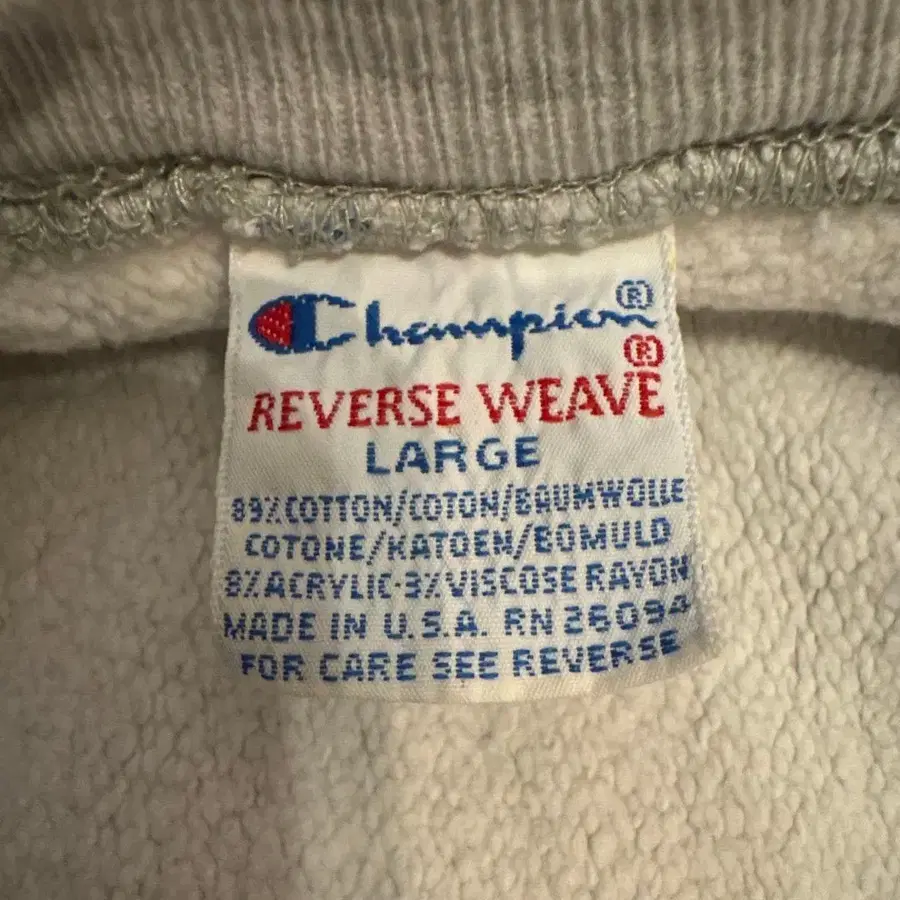 Champion®
REVERSE WEAVE®
LARGE
89% COTTON/COTON/BAUMWOLLE
COTONE/KATOEN/BOMULD
8% ACRYLIC·3% VISCOSE RAYON
MADE IN U.S.A. RN 26094
FOR CARE SEE REVERSE